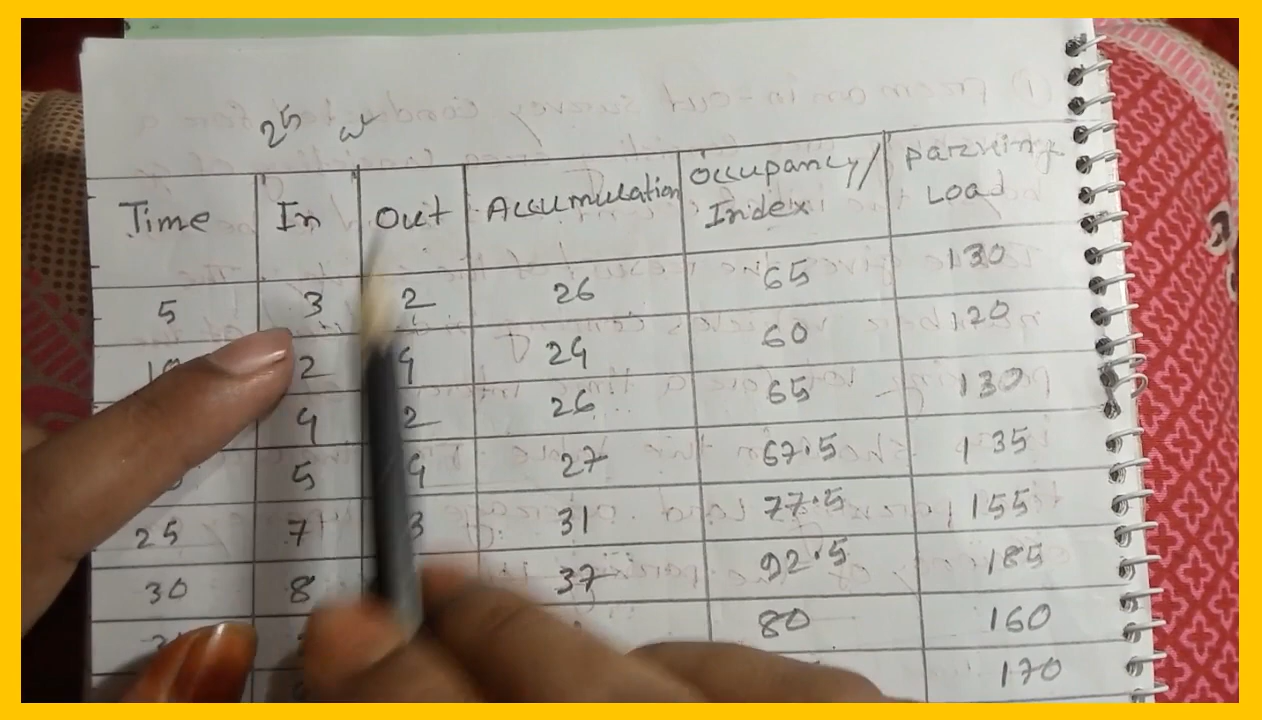 25
Time In Out Accumulation Occupancy/ Index Parking Load
5 3 2 26 65 130
2 4 24 60 120
4 2 26 65 130
5 4 27 67.5 135
25 7 3 31 77.5 155
30 8 37 92.5 185
80 160
170